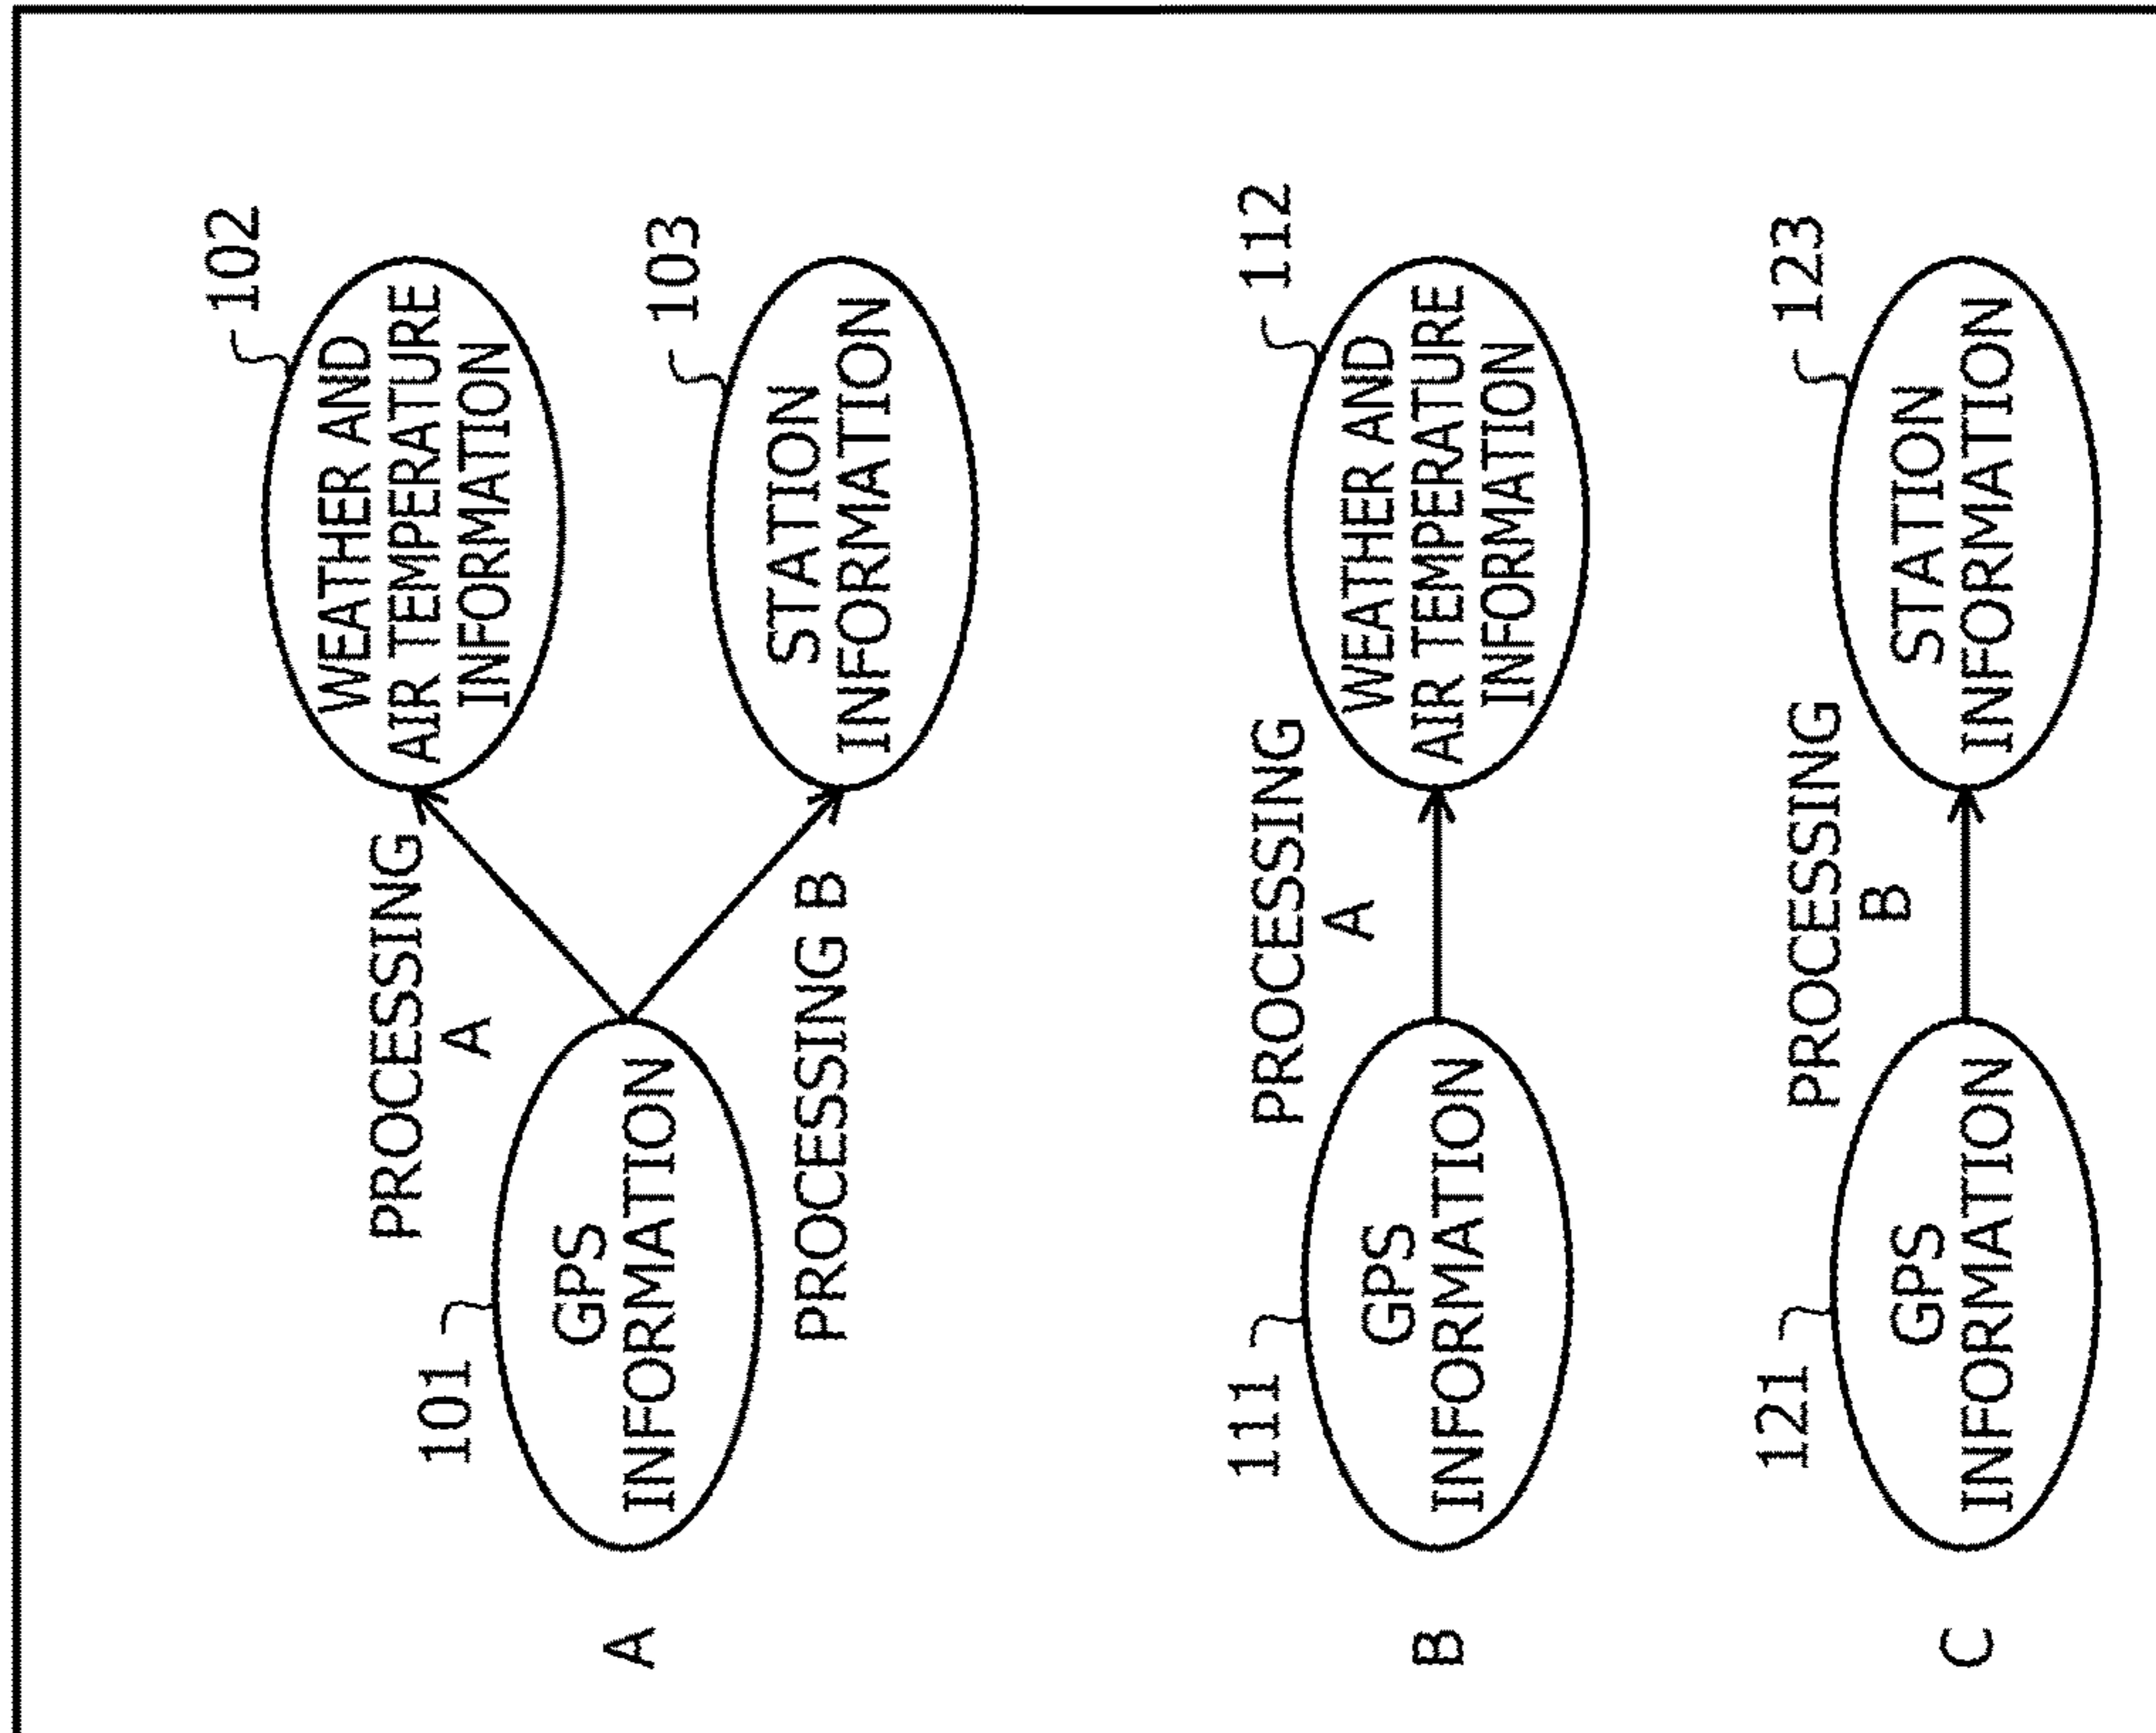 102
WEATHER AND
AIR TEMPERATURE
INFORMATION
PROCESSING
A
101
GPS
INFORMATION
A
103
STATION
INFORMATION
PROCESSING B
112
WEATHER AND
AIR TEMPERATURE
INFORMATION
PROCESSING
A
111
GPS
INFORMATION
B
123
STATION
INFORMATION
PROCESSING
B
121
GPS
INFORMATION
C